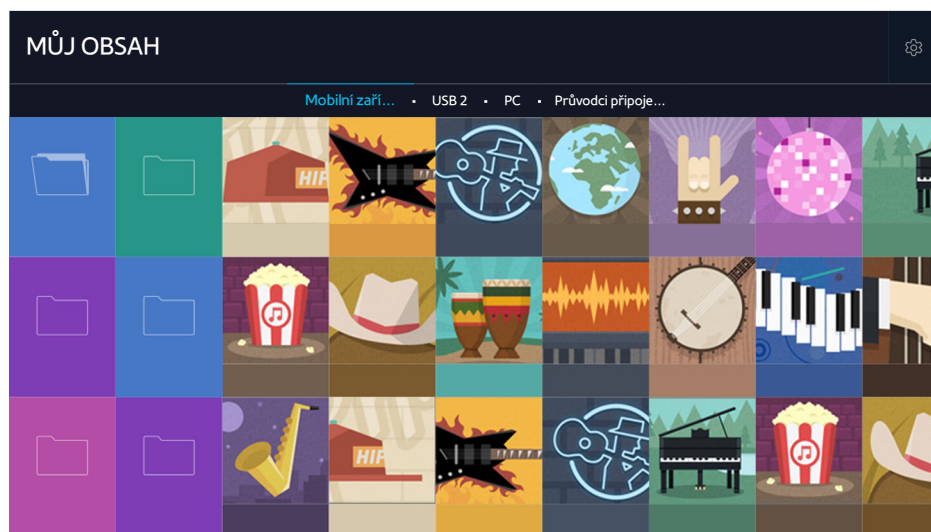 MŮJ OBSAH
Mobilní zaří... • USB 2 • PC • Průvodci připoje...
HIP
HIP